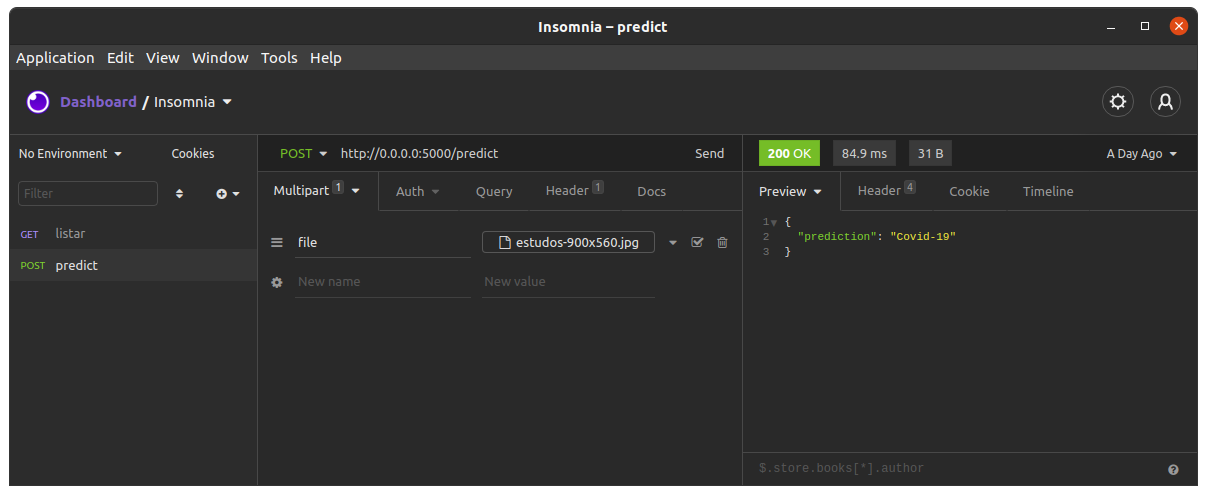 Insomnia – predict
Application Edit View Window Tools Help
Dashboard / Insomnia
No Environment Cookies
POST http://0.0.0.0:5000/predict Send
200 OK 84.9 ms 31 B A Day Ago
Filter
Multipart 1 Auth Query Header 1 Docs
Preview Header 4 Cookie Timeline
GET listar
POST predict
file estudos-900x560.jpg
New name New value
1 {
2 "prediction": "Covid-19"
3 }
$.store.books[*].author ?